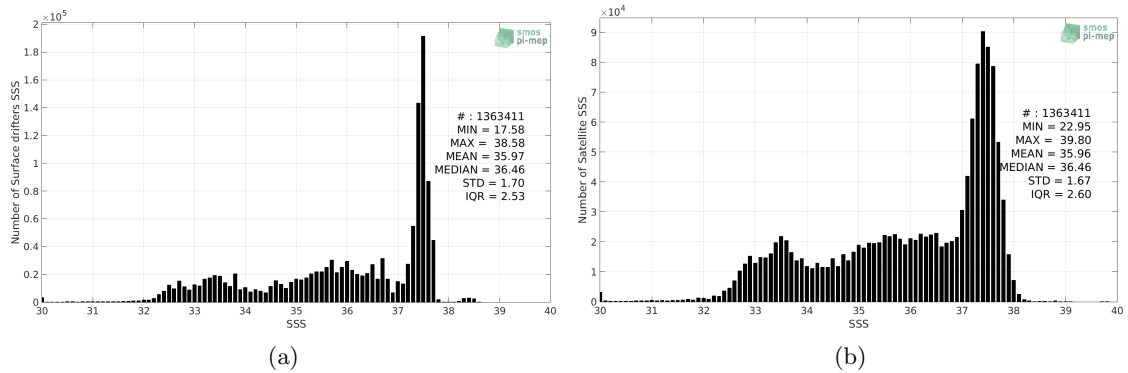 ×10⁵
2
1.8
1.6
1.4
1.2
1
0.8
0.6
0.4
0.2
0
Number of Surface drifters SSS
smos
pi-mep
# : 1363411
MIN = 17.58
MAX = 38.58
MEAN = 35.97
MEDIAN = 36.46
STD = 1.70
IQR = 2.53
30 31 32 33 34 35 36 37 38 39 40
SSS
(a)
×10⁴
9
8
7
6
5
4
3
2
1
0
Number of Satellite SSS
smos
pi-mep
# : 1363411
MIN = 22.95
MAX = 39.80
MEAN = 35.96
MEDIAN = 36.46
STD = 1.67
IQR = 2.60
30 31 32 33 34 35 36 37 38 39 40
SSS
(b)